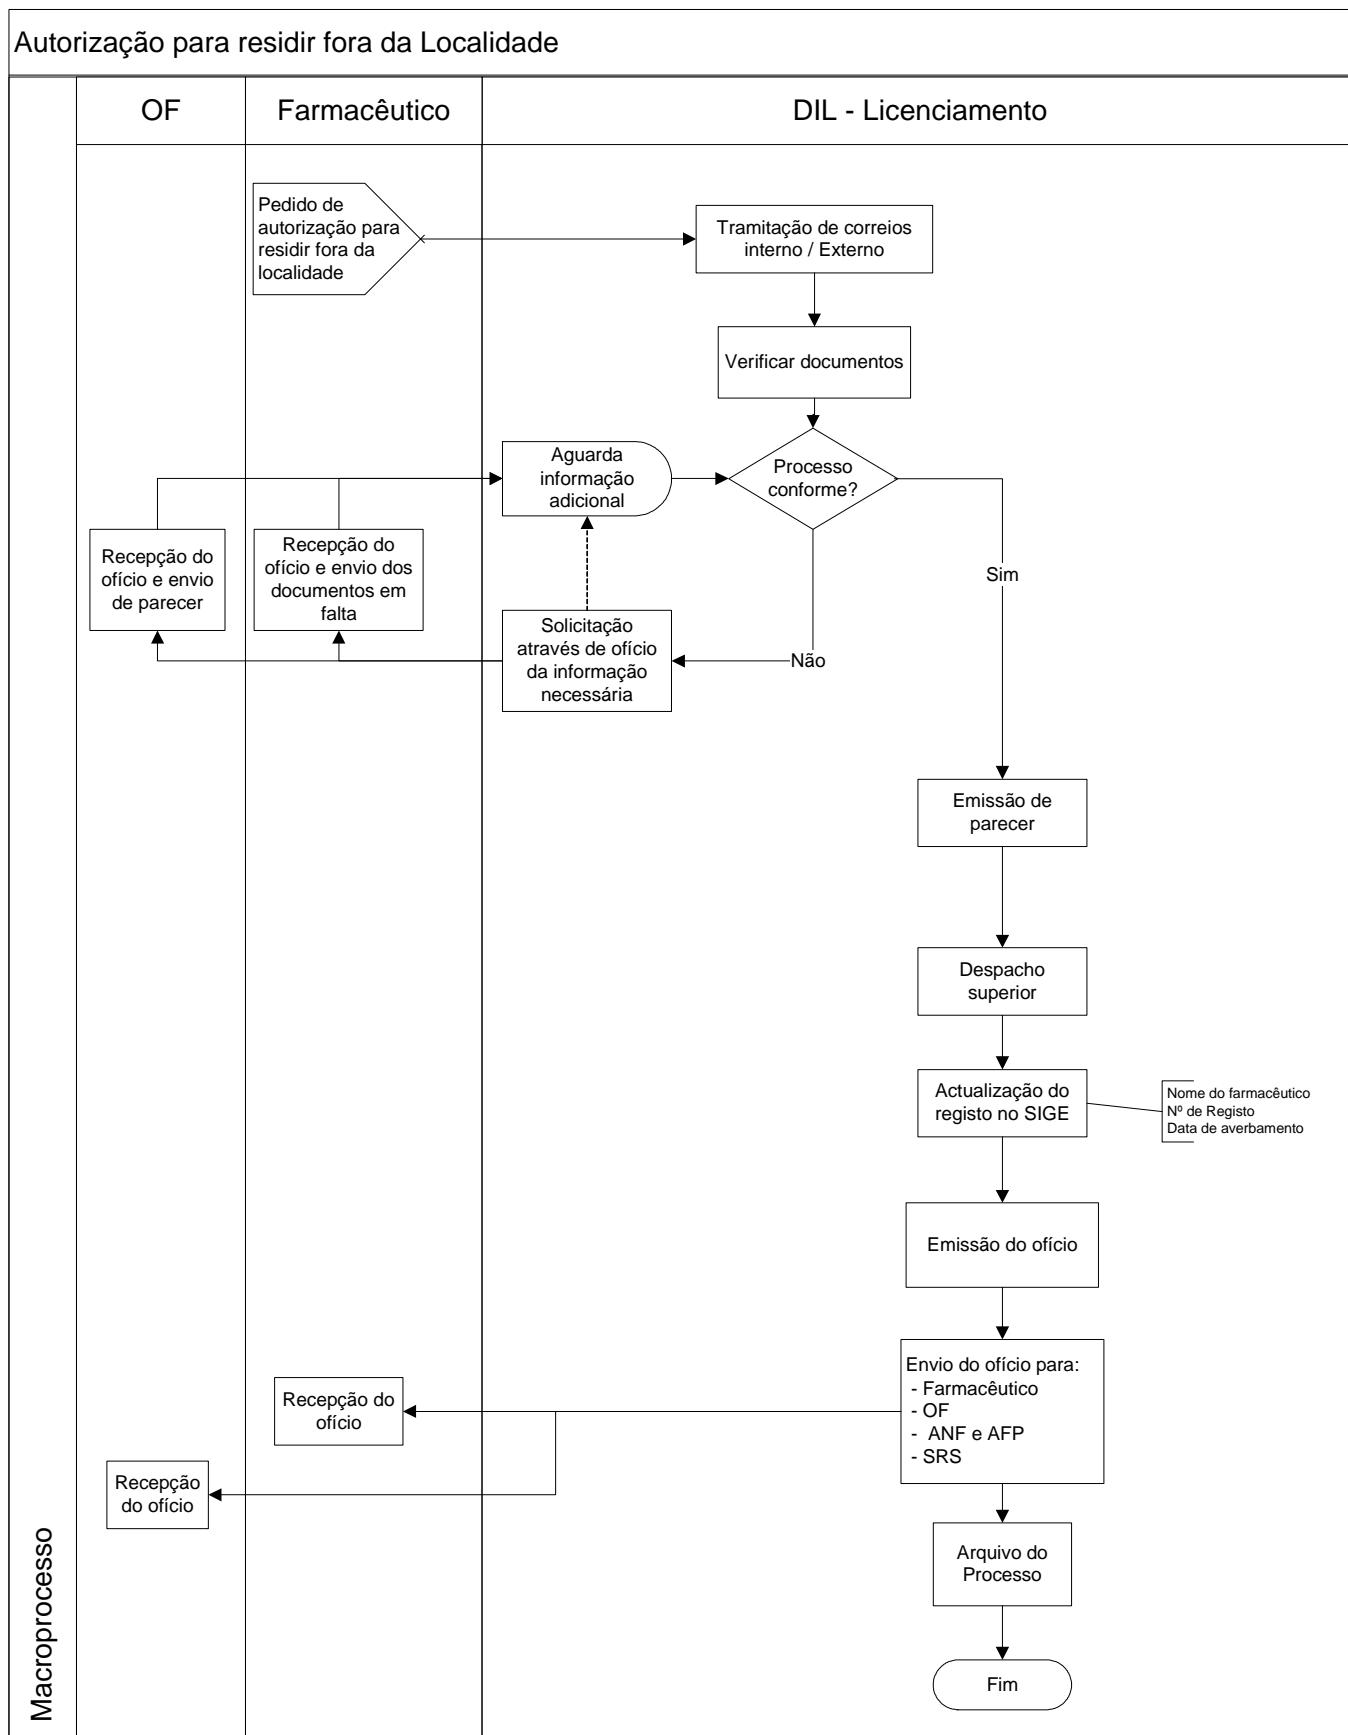 Autorização para residir fora da Localidade
OF
Farmacêutico
DIL - Licenciamento
Macroprocesso
Pedido de
autorização para
residir fora da
localidade
Tramitação de correios
interno / Externo
Verificar documentos
Aguarda
informação
adicional
Processo
conforme?
Recepção do
ofício e envio
de parecer
Recepção do
ofício e envio dos
documentos em
falta
Solicitação
através de ofício
da informação
necessária
Não
Sim
Emissão de
parecer
Despacho
superior
Actualização do
registo no SIGE
Nome do farmacêutico
Nº de Registo
Data de averbamento
Emissão do ofício
Envio do ofício para:
- Farmacêutico
- OF
- ANF e AFP
- SRS
Recepção do
ofício
Recepção
do ofício
Arquivo do
Processo
Fim